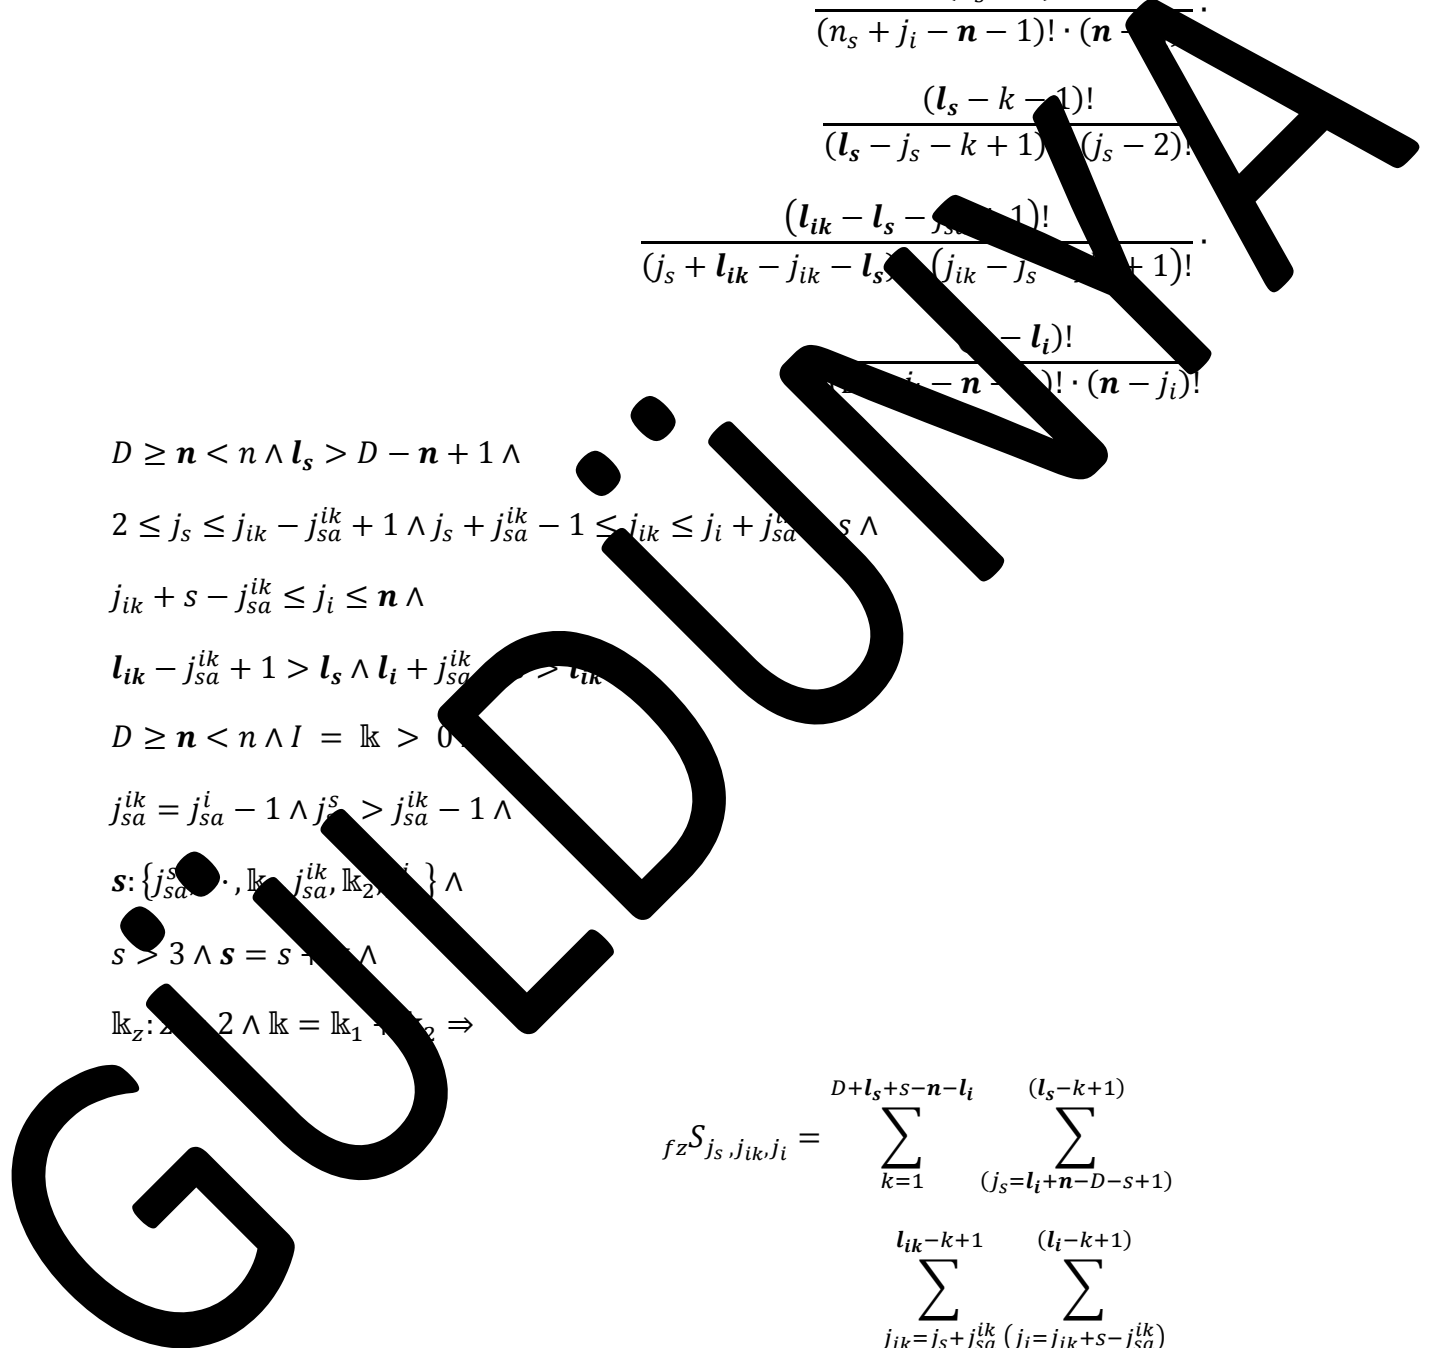 (n_s + j_i − n − 1)! · (n −
(l_s − k − 1)!
(l_s − j_s − k + 1) (j_s − 2)!
(l_ik − l_s − 1)!
(j_s + l_ik − j_ik − l_s) (j_ik − j_s + 1)! ·
− l_i)!
− n − )! · (n − j_i)!
D ≥ n < n ∧ l_s > D − n + 1 ∧
2 ≤ j_s ≤ j_ik − j_sa^ik + 1 ∧ j_s + j_sa^ik − 1 ≤ j_ik ≤ j_i + j_sa s ∧
j_ik + s − j_sa^ik ≤ j_i ≤ n ∧
l_ik − j_sa^ik + 1 > l_s ∧ l_i + j_sa^ik > l_ik
D ≥ n < n ∧ I = 𝕜 > 0
j_sa^ik = j_sa^i − 1 ∧ j^s > j_sa^ik − 1 ∧
s: {j_sa^s · , 𝕜 j_sa^ik, 𝕜_2, } ∧
s > 3 ∧ s = s + ∧
𝕜_z: 2 ∧ 𝕜 = 𝕜_1 + 𝕜_2 ⇒
_fz S_{j_s, j_ik, j_i} = ∑_{k=1}^{D+l_s+s−n−l_i} ∑_{(j_s=l_i+n−D−s+1)}^{(l_s−k+1)}
∑_{j_ik=j_s+j_sa^ik}^{l_ik−k+1} ∑_{(j_i=j_ik+s−j_sa^ik)}^{(l_i−k+1)}
GÜLDÜNYA